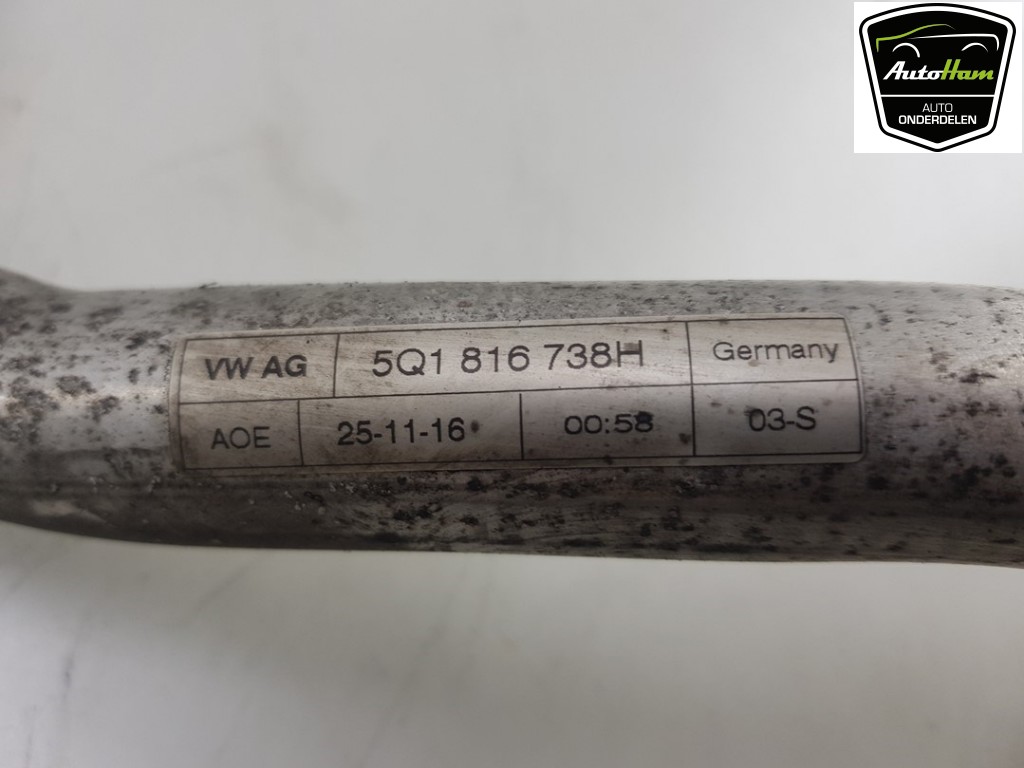 AutoHam
AUTO
ONDERDELEN
VW AG 5Q1 816 738H Germany
AOE 25-11-16 00:58 03-S